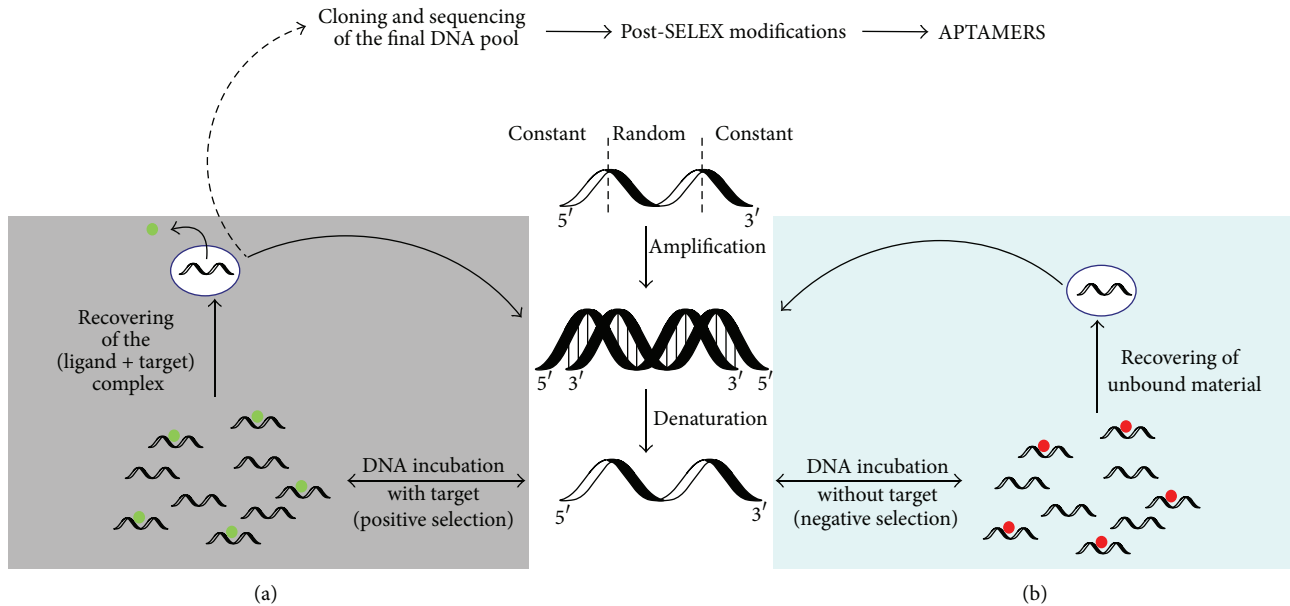 Cloning and sequencing
of the final DNA pool
Post-SELEX modifications
APTAMERS
Constant
Random
Constant
5′
3′
Amplification
Recovering
of the
(ligand + target)
complex
5′
3′
3′
5′
Recovering of
unbound material
Denaturation
DNA incubation
with target
(positive selection)
5′
3′
DNA incubation
without target
(negative selection)
(a)
(b)